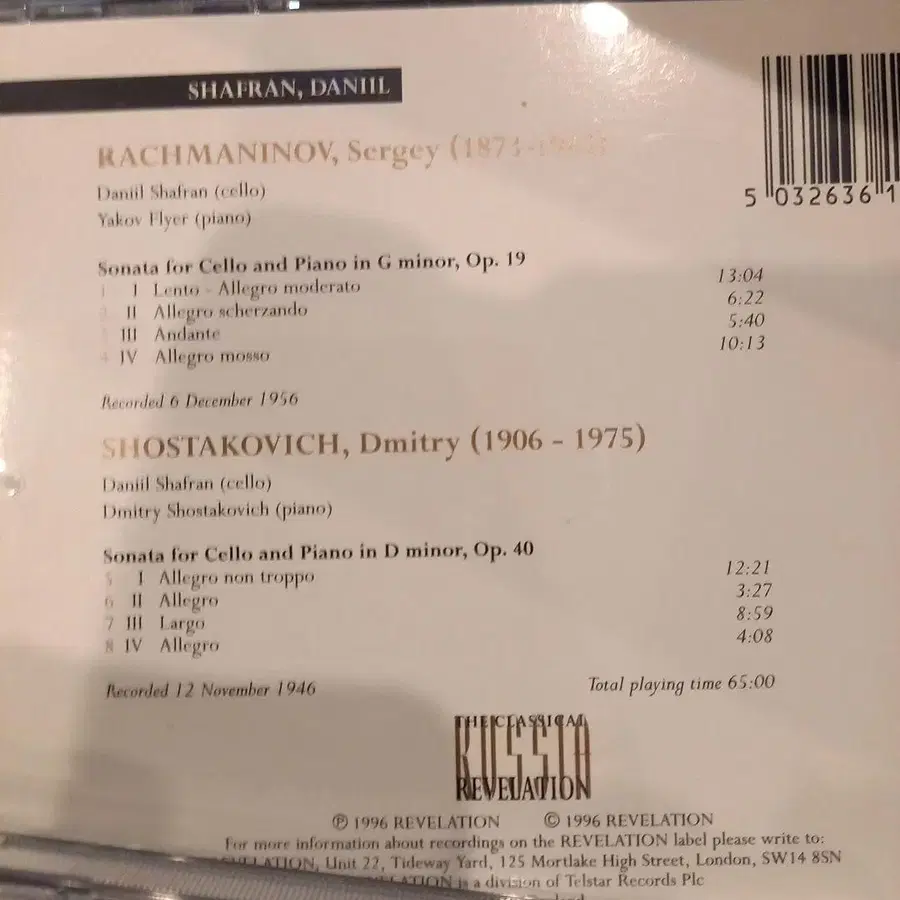 SHAFRAN, DANIIL
RACHMANINOV, Sergey (1873-1943)
5 032636 1
Daniil Shafran (cello)
Yakov Flyer (piano)
Sonata for Cello and Piano in G minor, Op. 19
1 I Lento - Allegro moderato 13:04
2 II Allegro scherzando 6:22
3 III Andante 5:40
4 IV Allegro mosso 10:13
Recorded 6 December 1956
SHOSTAKOVICH, Dmitry (1906 - 1975)
Daniil Shafran (cello)
Dmitry Shostakovich (piano)
Sonata for Cello and Piano in D minor, Op. 40
5 I Allegro non troppo 12:21
6 II Allegro 3:27
7 III Largo 8:59
8 IV Allegro 4:08
Recorded 12 November 1946 Total playing time 65:00
THE CLASSICAL
RUSSIA
REVELATION
℗ 1996 REVELATION © 1996 REVELATION
For more information about recordings on the REVELATION label please write to:
Unit 22, Tideway Yard, 125 Mortlake High Street, London, SW14 8SN
is a division of Telstar Records Plc